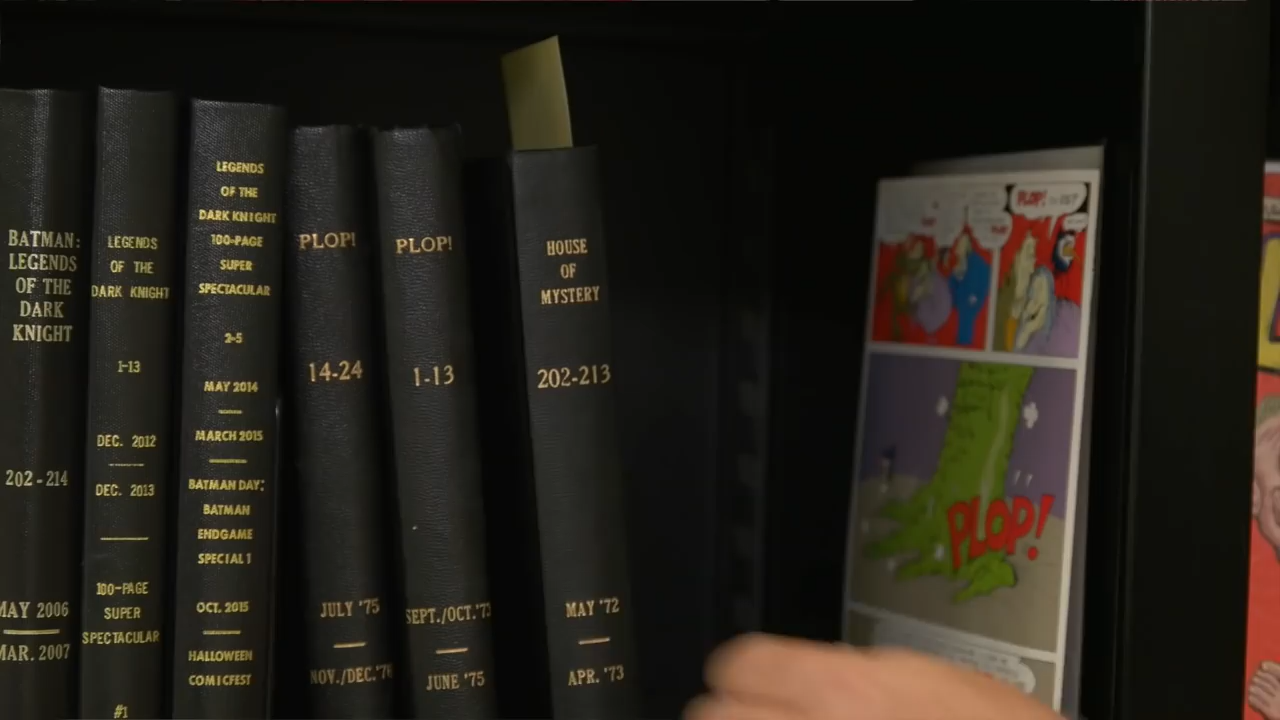 BATMAN:
LEGENDS
OF THE
DARK
KNIGHT
202-214
MAY 2006
MAR. 2007
LEGENDS
OF THE
DARK KNIGHT
1-13
DEC. 2012
DEC. 2013
100-PAGE
SUPER
SPECTACULAR
#1
LEGENDS
OF THE
DARK KNIGHT
100-PAGE
SUPER
SPECTACULAR
2-5
MAY 2014
MARCH 2015
BATMAN DAY:
BATMAN
ENDGAME
SPECIAL 1
OCT. 2015
HALLOWEEN
COMICFEST
PLOP!
14-24
JULY '75
NOV./DEC. '76
PLOP!
1-13
SEPT./OCT. '73
JUNE '75
HOUSE
OF
MYSTERY
202-213
MAY '72
APR. '73
PLOP!
PLOP!